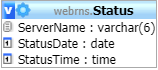 webrns.Status
ServerName : varchar(6)
StatusDate : date
StatusTime : time